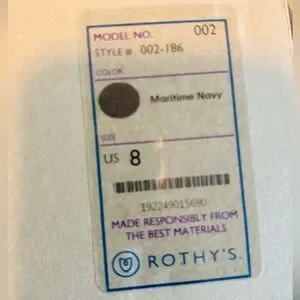 MODEL NO. 002
STYLE #. 002-186
COLOR
Maritime Navy
SIZE
US 8
192249015690
MADE RESPONSIBLY FROM
THE BEST MATERIALS
ROTHY'S.